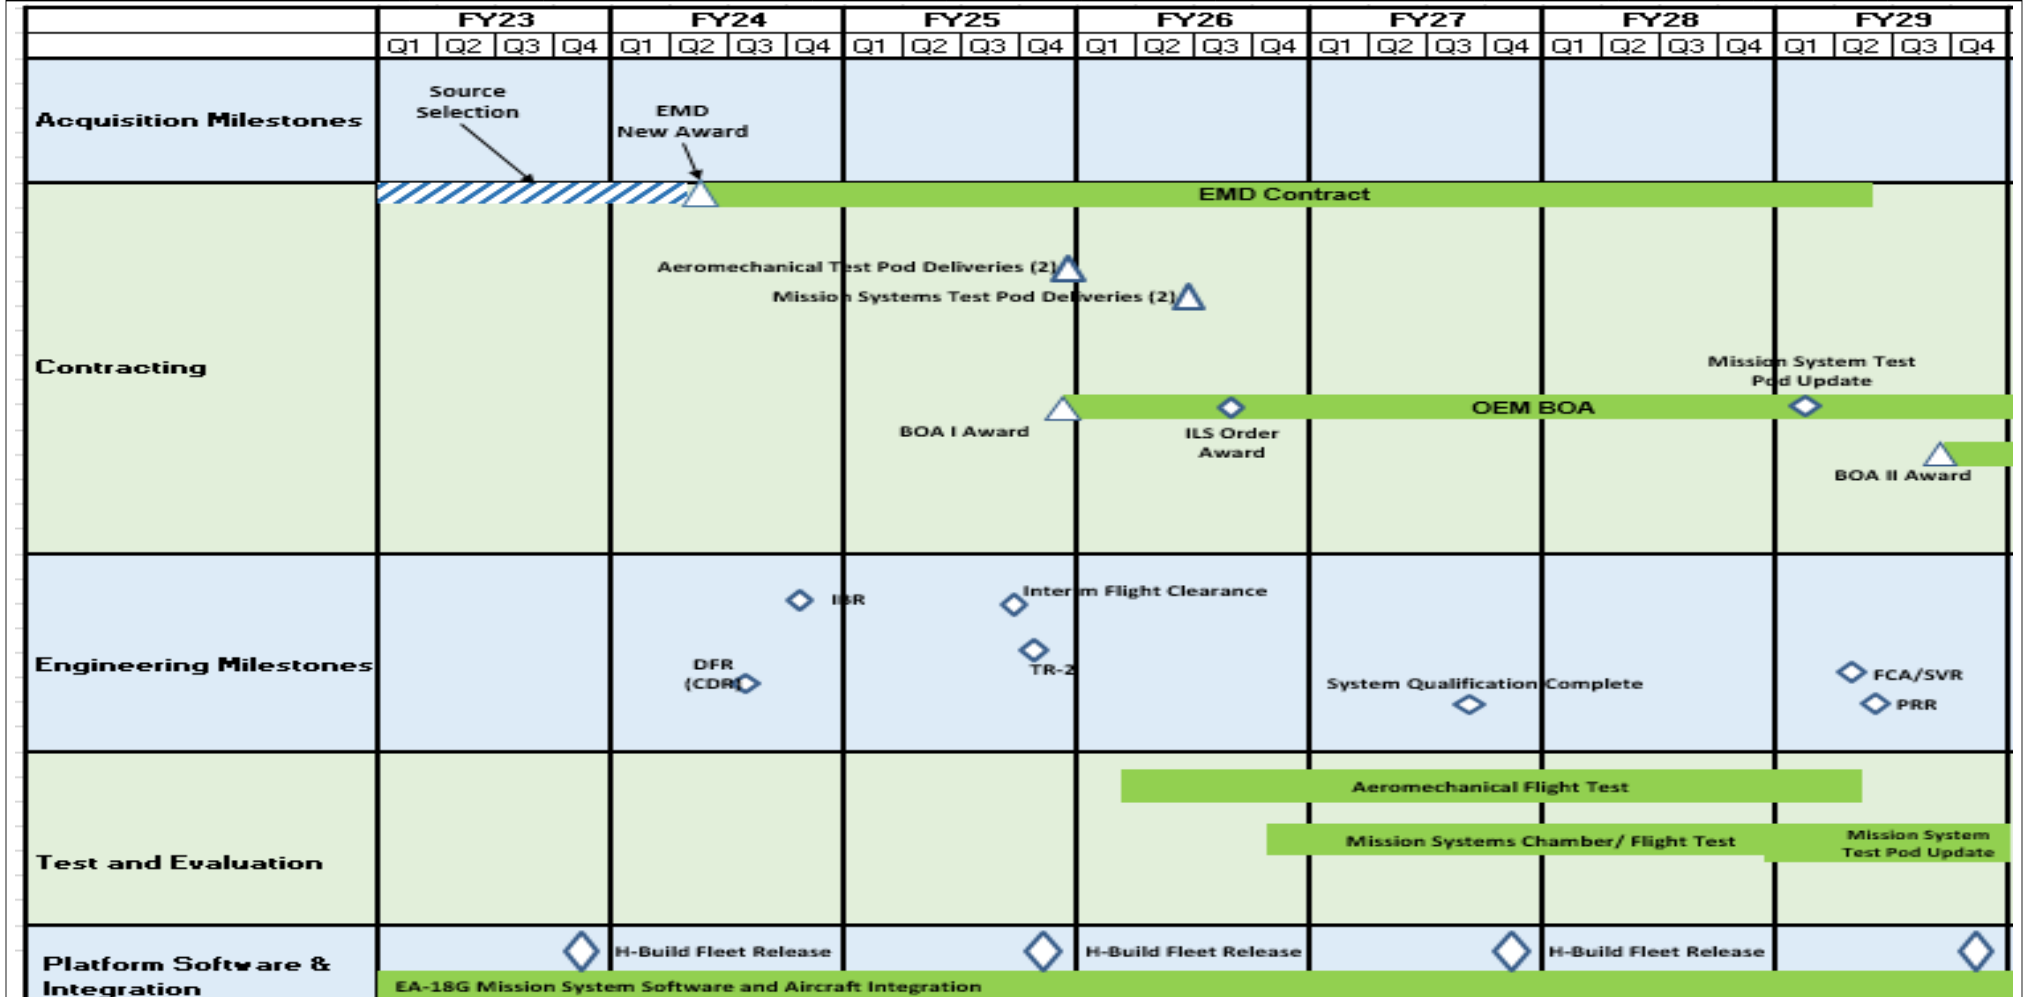 FY23 FY24 FY25 FY26 FY27 FY28 FY29
Q1 Q2 Q3 Q4 Q1 Q2 Q3 Q4 Q1 Q2 Q3 Q4 Q1 Q2 Q3 Q4 Q1 Q2 Q3 Q4 Q1 Q2 Q3 Q4 Q1 Q2 Q3 Q4
Acquisition Milestones
Source
Selection
EMD
New Award
Contracting
EMD Contract
Aeromechanical Test Pod Deliveries (2)
Mission Systems Test Pod Deliveries (2)
Mission System Test
Pod Update
OEM BOA
BOA I Award
ILS Order
Award
BOA II Award
Engineering Milestones
IBR
Interim Flight Clearance
DFR
(CDR)
TR-2
System Qualification Complete
FCA/SVR
PRR
Test and Evaluation
Aeromechanical Flight Test
Mission Systems Chamber/ Flight Test
Mission System
Test Pod Update
Platform Software &
Integration
H-Build Fleet Release
H-Build Fleet Release
H-Build Fleet Release
EA-18G Mission System Software and Aircraft Integration